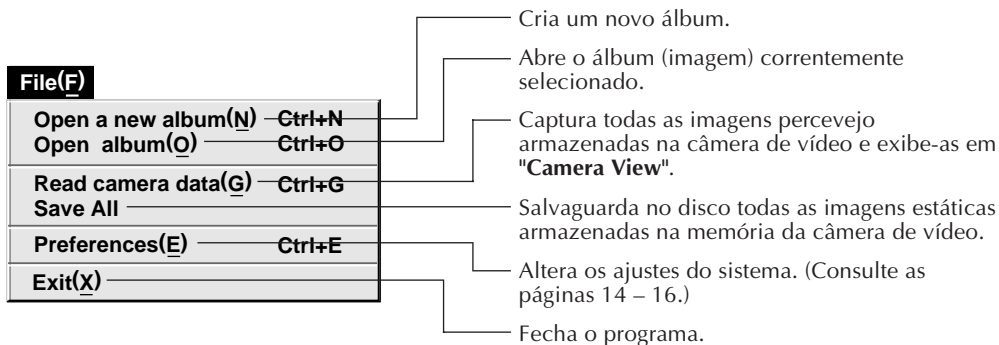 File(F)
Open a new album(N) Ctrl+N
Open album(O) Ctrl+O
Read camera data(G) Ctrl+G
Save All
Preferences(E) Ctrl+E
Exit(X)
Cria um novo álbum.
Abre o álbum (imagem) correntemente
selecionado.
Captura todas as imagens percevejo
armazenadas na câmera de vídeo e exibe-as em
"Camera View".
Salvaguarda no disco todas as imagens estáticas
armazenadas na memória da câmera de vídeo.
Altera os ajustes do sistema. (Consulte as
páginas 14 – 16.)
Fecha o programa.